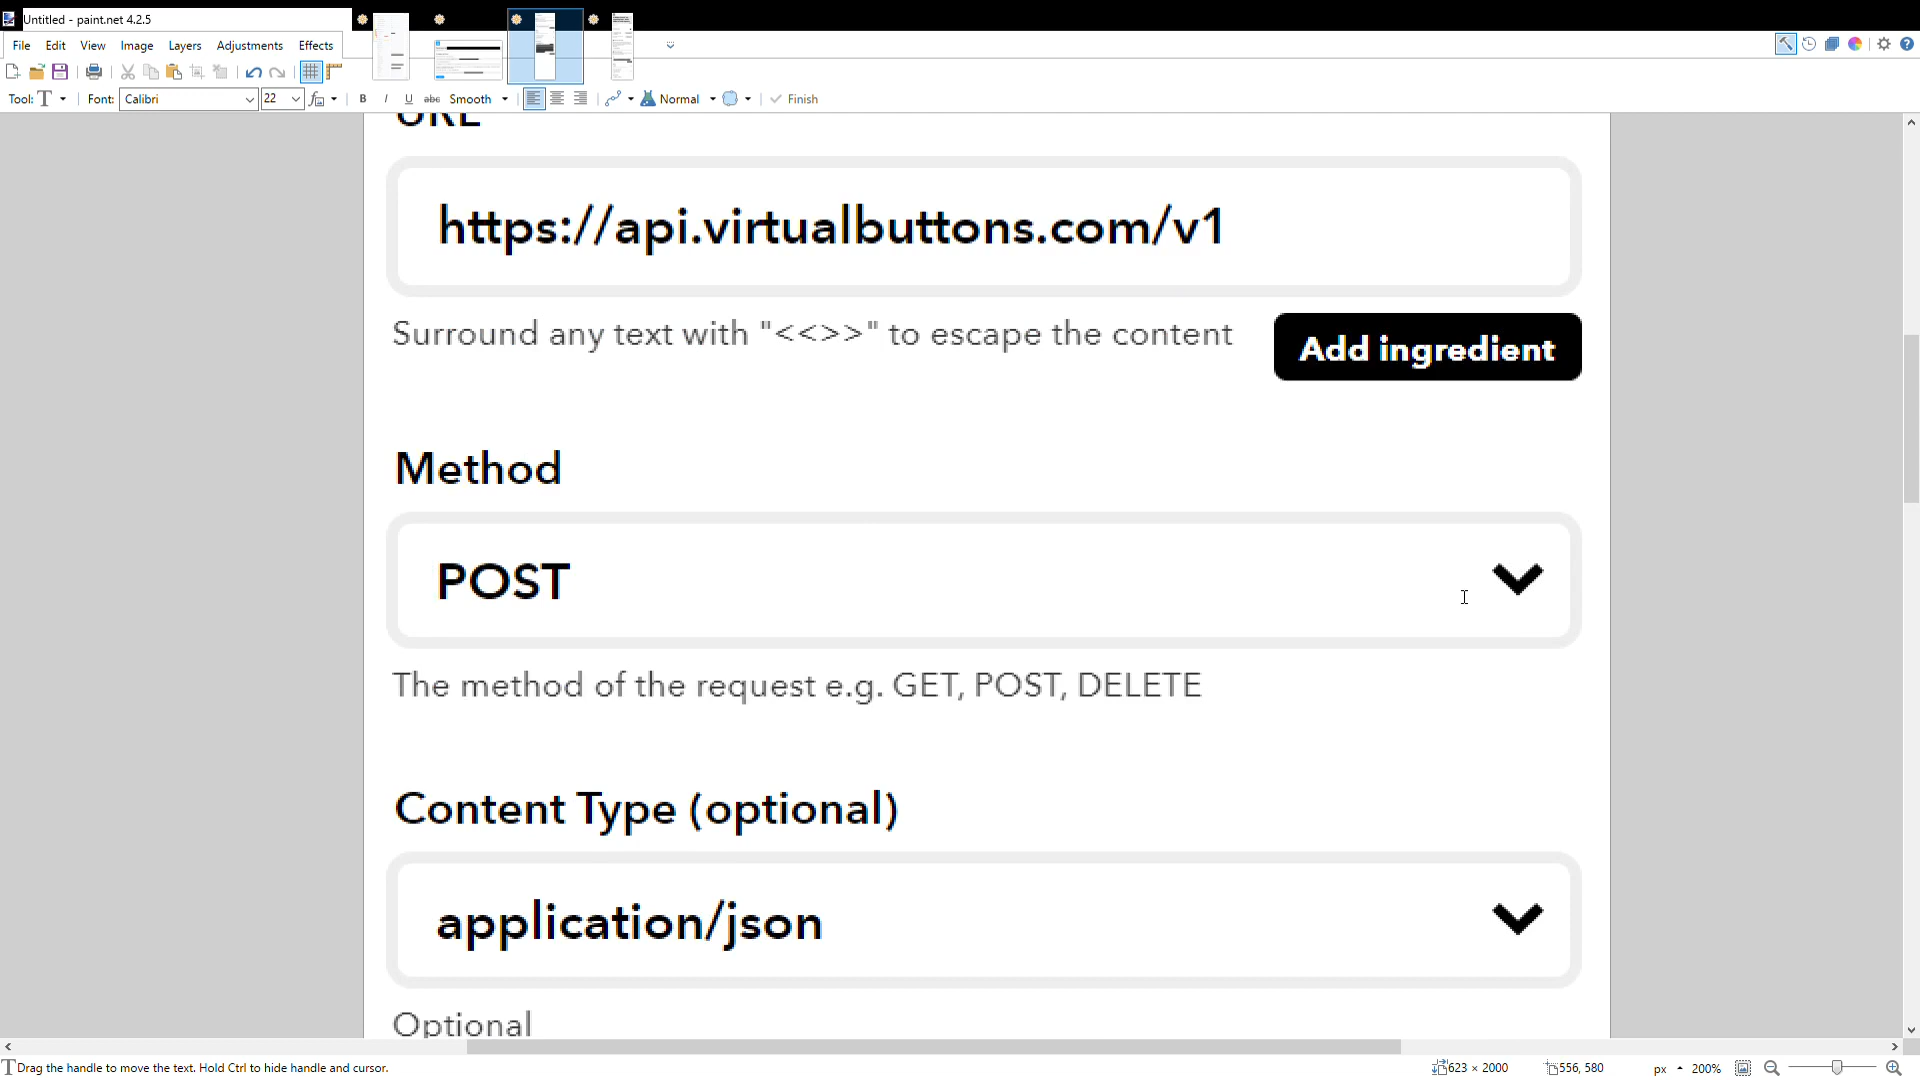 Untitled - paint.net 4.2.5
File Edit View Image Layers Adjustments Effects
Tool: T Font: Calibri 22 B I U abc Smooth Normal Finish
URL
https://api.virtualbuttons.com/v1
Surround any text with "<<>>" to escape the content
Add ingredient
Method
POST
The method of the request e.g. GET, POST, DELETE
Content Type (optional)
application/json
Optional
Drag the handle to move the text. Hold Ctrl to hide handle and cursor. 623 × 2000 556, 580 px 200%